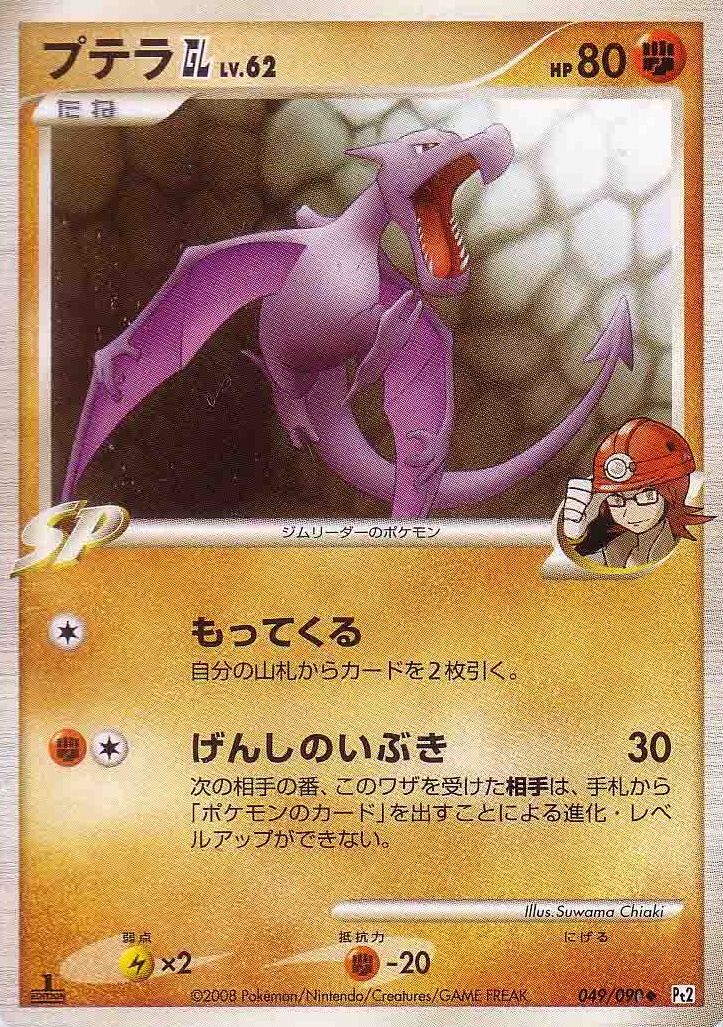 プテラGL LV.62 HP80
たね
SP
ジムリーダーのポケモン
もってくる
自分の山札からカードを2枚引く。
げんしのいぶき 30
次の相手の番、このワザを受けた相手は、手札から
「ポケモンのカード」を出すことによる進化・レベ
ルアップができない。
Illus.Suwama Chiaki
弱点 抵抗力 にげる
×2 -20
1 EDITION
©2008 Pokémon/Nintendo/Creatures/GAME FREAK 049/090 Pt2